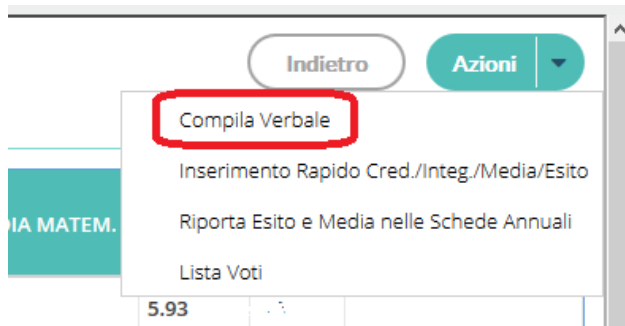 Indietro
Azioni
Compila Verbale
Inserimento Rapido Cred./Integ./Media/Esito
Riporta Esito e Media nelle Schede Annuali
IA MATEM.
Lista Voti
5.93